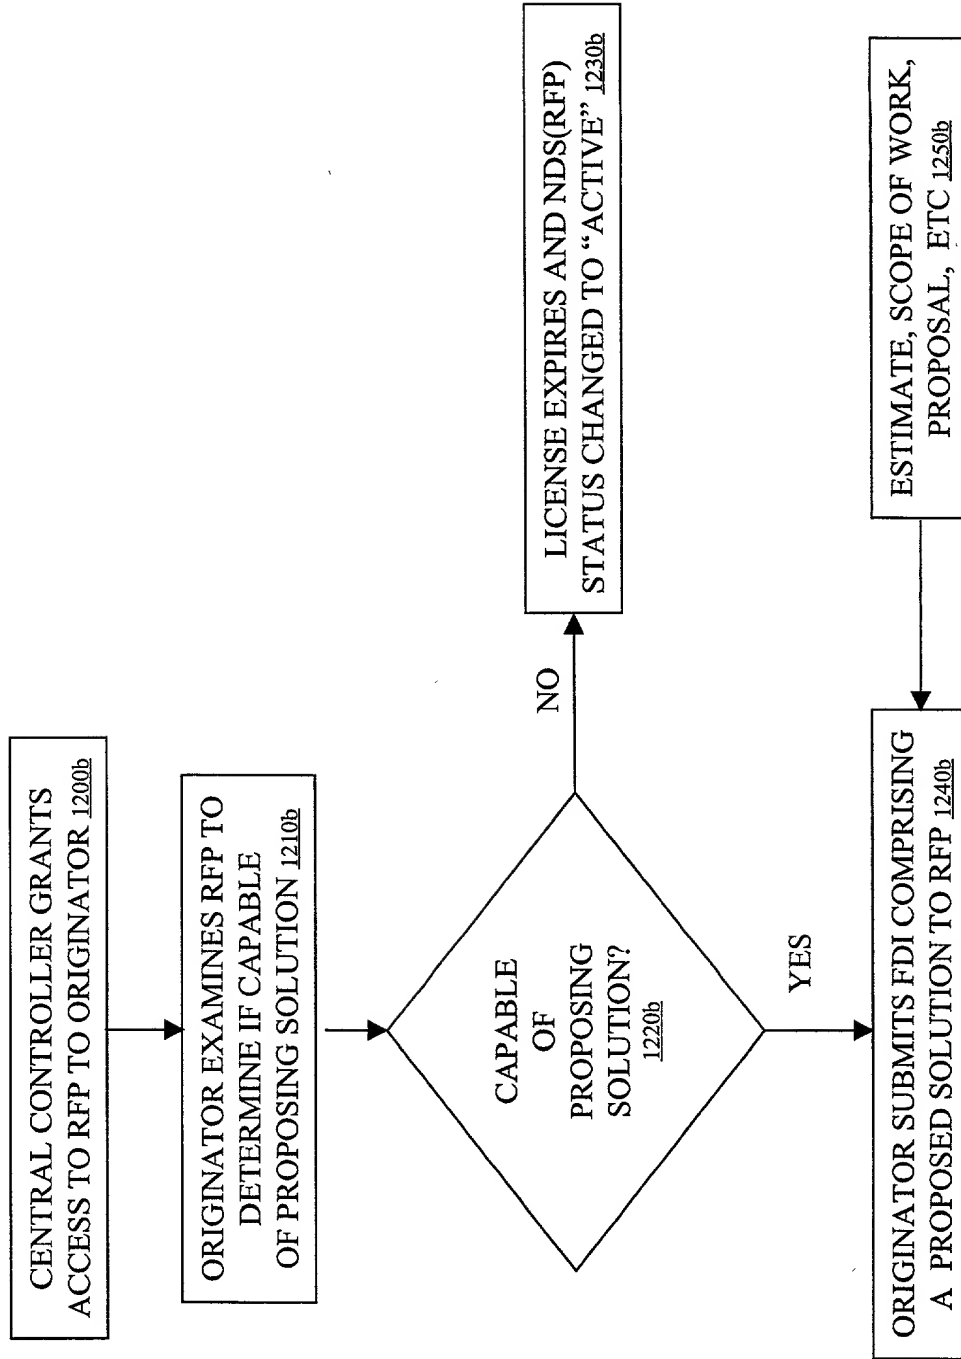 CENTRAL CONTROLLER GRANTS
ACCESS TO RFP TO ORIGINATOR 1200b
ORIGINATOR EXAMINES RFP TO
DETERMINE IF CAPABLE
OF PROPOSING SOLUTION 1210b
CAPABLE
OF
PROPOSING
SOLUTION?
1220b
NO
LICENSE EXPIRES AND NDS(RFP)
STATUS CHANGED TO “ACTIVE” 1230b
YES
ORIGINATOR SUBMITS FDI COMPRISING
A PROPOSED SOLUTION TO RFP 1240b
ESTIMATE, SCOPE OF WORK,
PROPOSAL, ETC 1250b